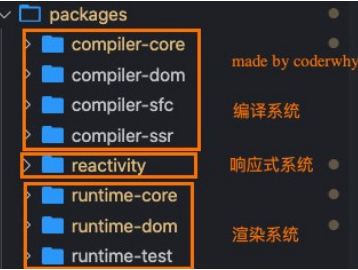 packages
compiler-core
made by coderwhy
compiler-dom
compiler-sfc
编译系统
compiler-ssr
reactivity
响应式系统
runtime-core
runtime-dom
渲染系统
runtime-test